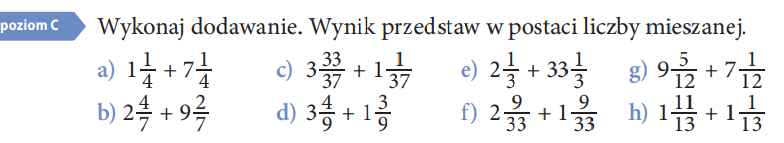 poziom C Wykonaj dodawanie. Wynik przedstaw w postaci liczby mieszanej.
a) 1 1/4 + 7 1/4 c) 3 33/37 + 1 1/37 e) 2 1/3 + 33 1/3 g) 9 5/12 + 7 1/12
b) 2 4/7 + 9 2/7 d) 3 4/9 + 1 3/9 f) 2 9/33 + 1 9/33 h) 1 11/13 + 1 1/13